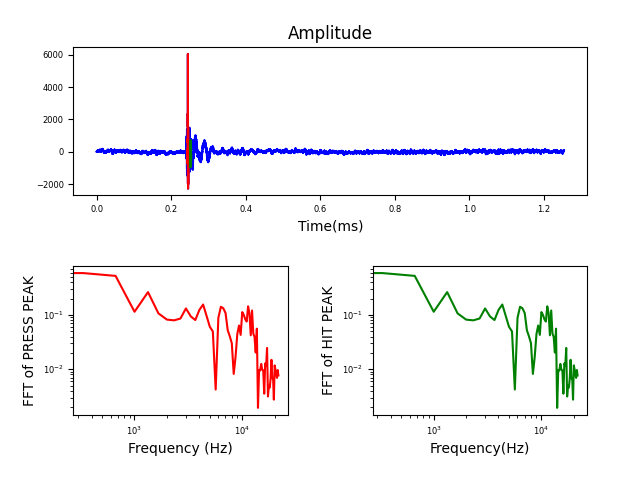 Amplitude
6000
4000
2000
0
−2000
0.0 0.2 0.4 0.6 0.8 1.0 1.2
Time(ms)
FFT of PRESS PEAK
10⁻¹
10⁻²
10³ 10⁴
Frequency (Hz)
FFT of HIT PEAK
10⁻¹
10⁻²
10³ 10⁴
Frequency(Hz)